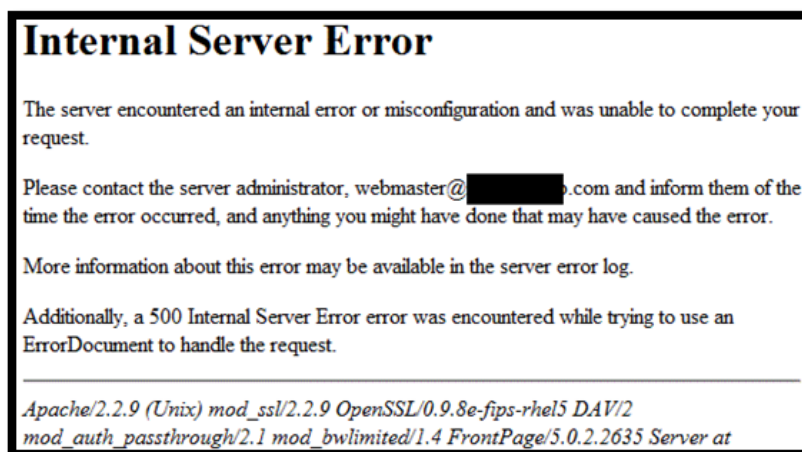 Internal Server Error
The server encountered an internal error or misconfiguration and was unable to complete your
request.
Please contact the server administrator, webmaster@ .com and inform them of the
time the error occurred, and anything you might have done that may have caused the error.
More information about this error may be available in the server error log.
Additionally, a 500 Internal Server Error error was encountered while trying to use an
ErrorDocument to handle the request.
Apache/2.2.9 (Unix) mod_ssl/2.2.9 OpenSSL/0.9.8e-fips-rhel5 DAV/2
mod_auth_passthrough/2.1 mod_bwlimited/1.4 FrontPage/5.0.2.2635 Server at